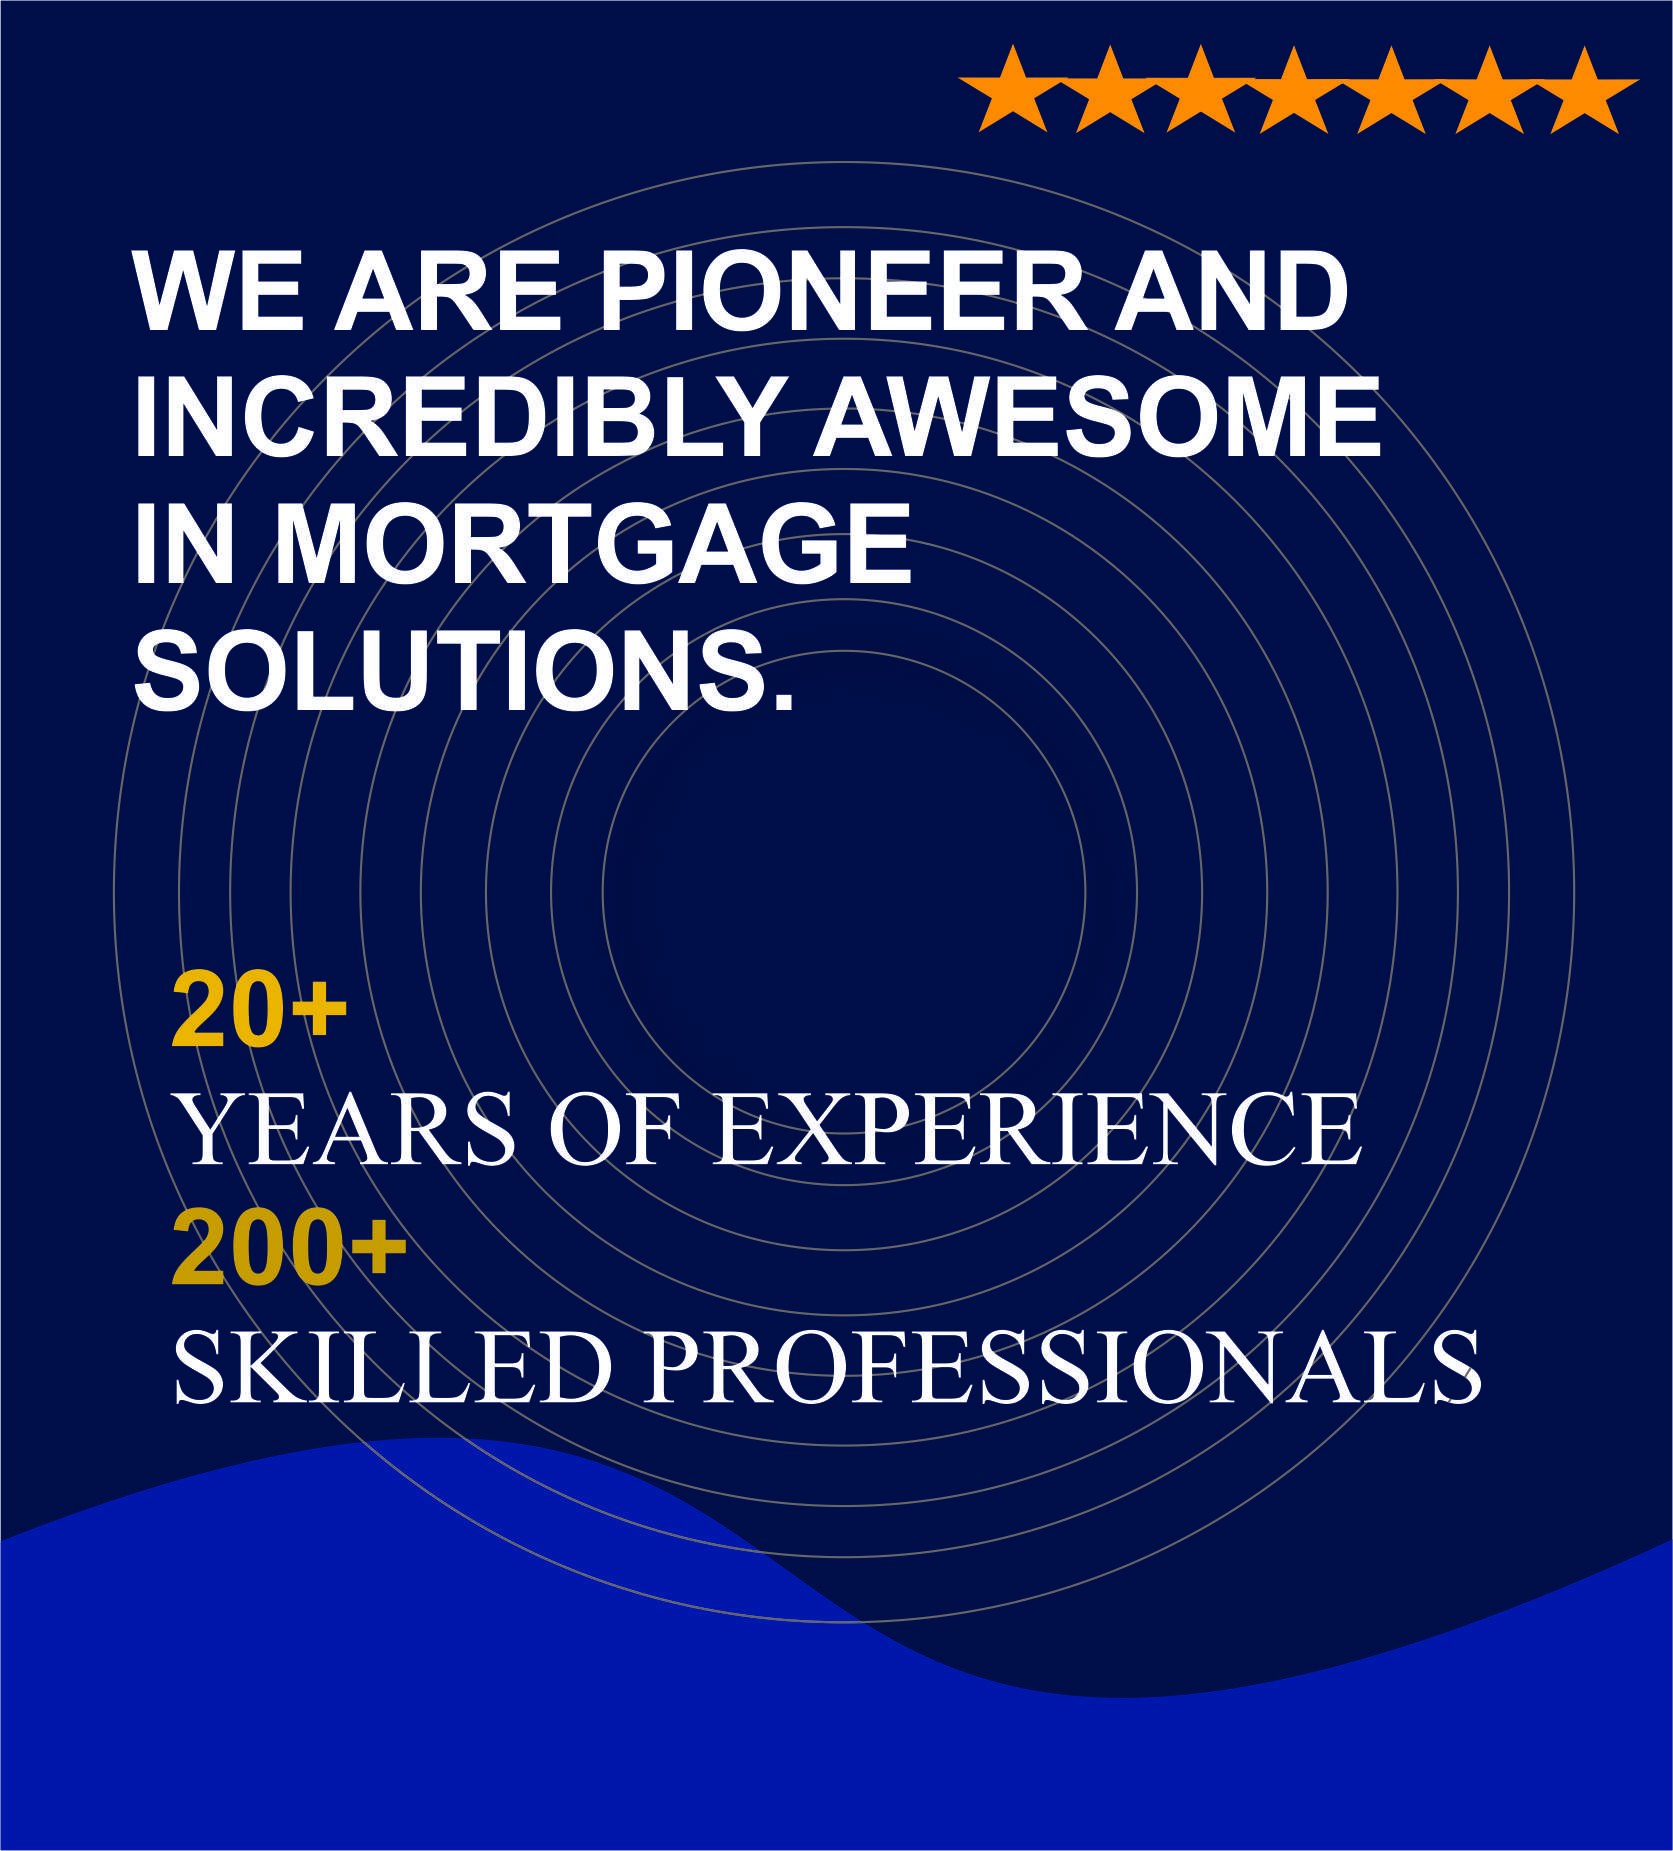 WE ARE PIONEER AND
INCREDIBLY AWESOME
IN MORTGAGE
SOLUTIONS.
20+
YEARS OF EXPERIENCE
200+
SKILLED PROFESSIONALS